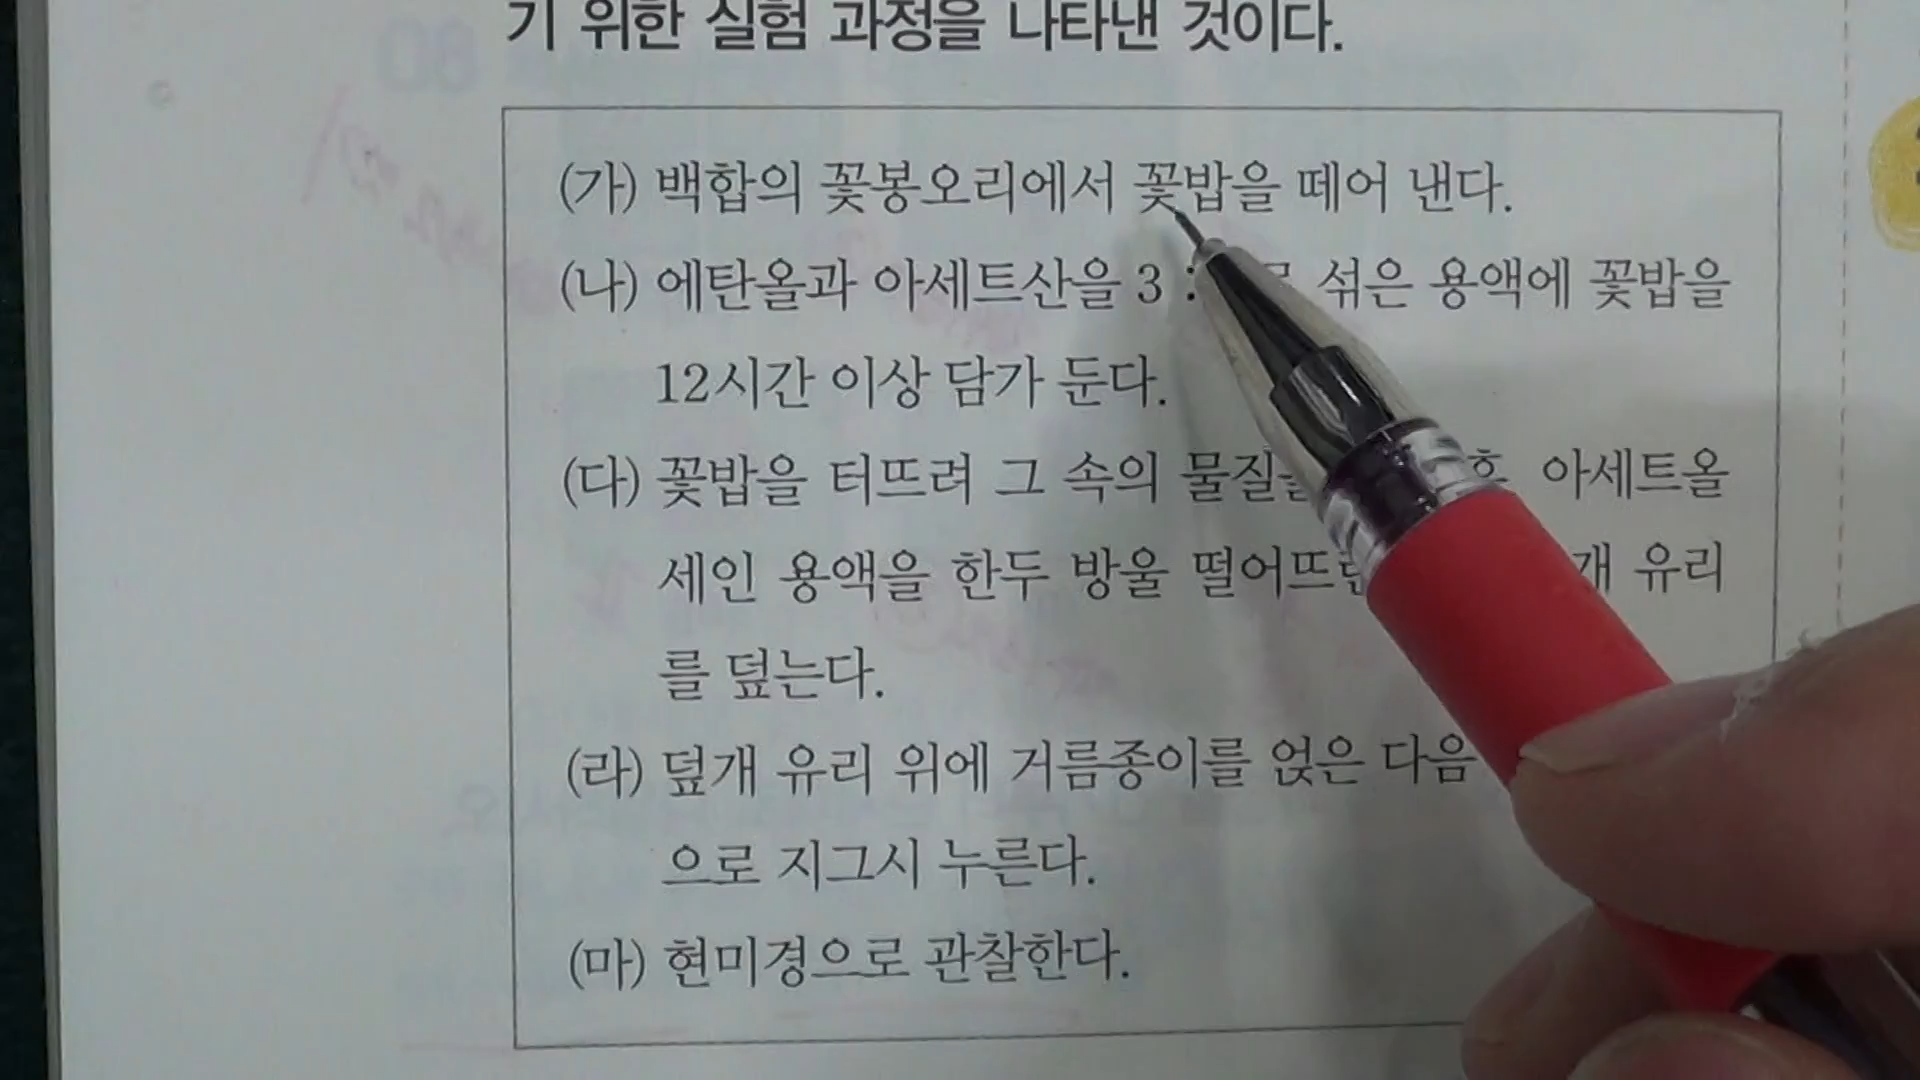 기 위한 실험 과정을 나타낸 것이다.
(가) 백합의 꽃봉오리에서 꽃밥을 떼어 낸다.
(나) 에탄올과 아세트산을 3 : 섞은 용액에 꽃밥을
12시간 이상 담가 둔다.
(다) 꽃밥을 터뜨려 그 속의 아세트올
세인 용액을 한두 방울 유리
를 덮는다.
(라) 덮개 유리 위에 거름종이를 얹은 다음
으로 지그시 누른다.
(마) 현미경으로 관찰한다.